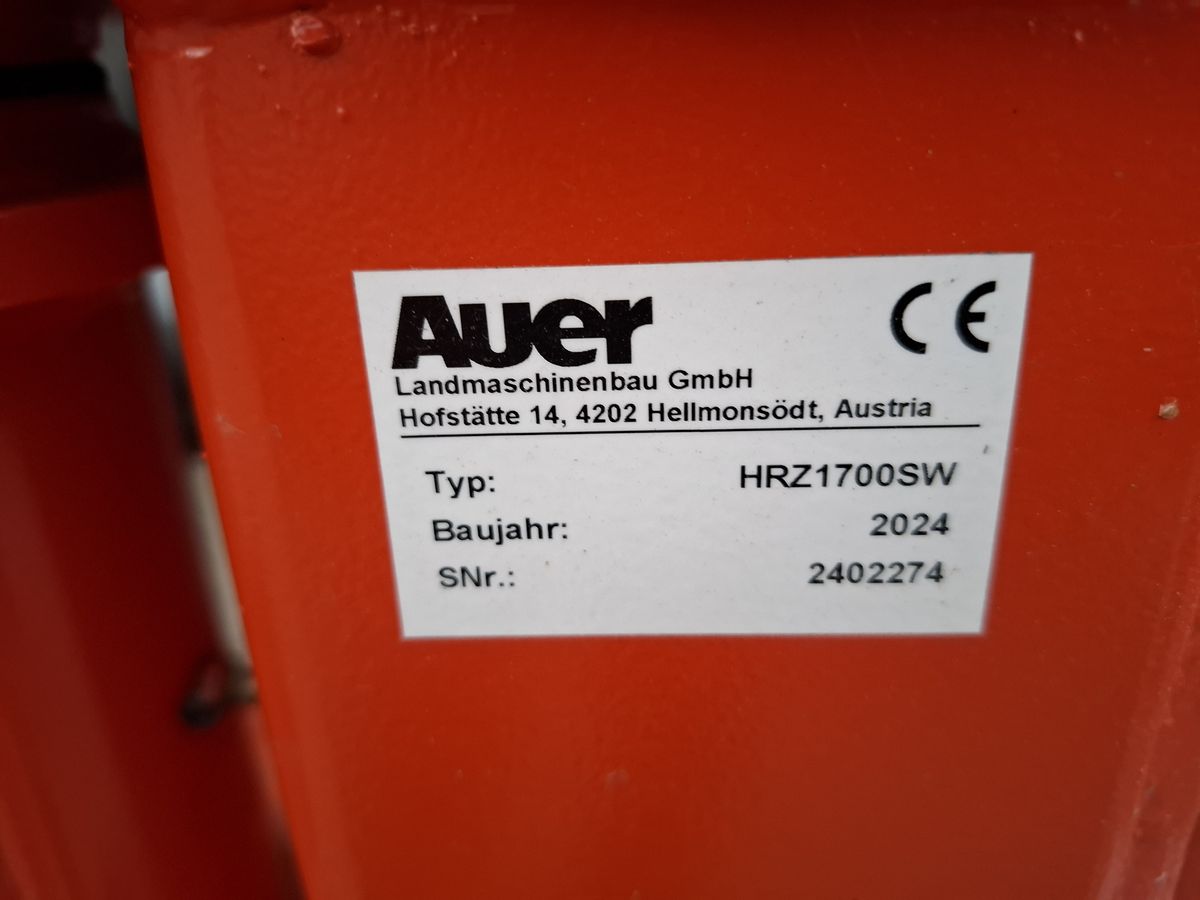 Auer CE
Landmaschinenbau GmbH
Hofstätte 14, 4202 Hellmonsödt, Austria
Typ: HRZ1700SW
Baujahr: 2024
SNr.: 2402274